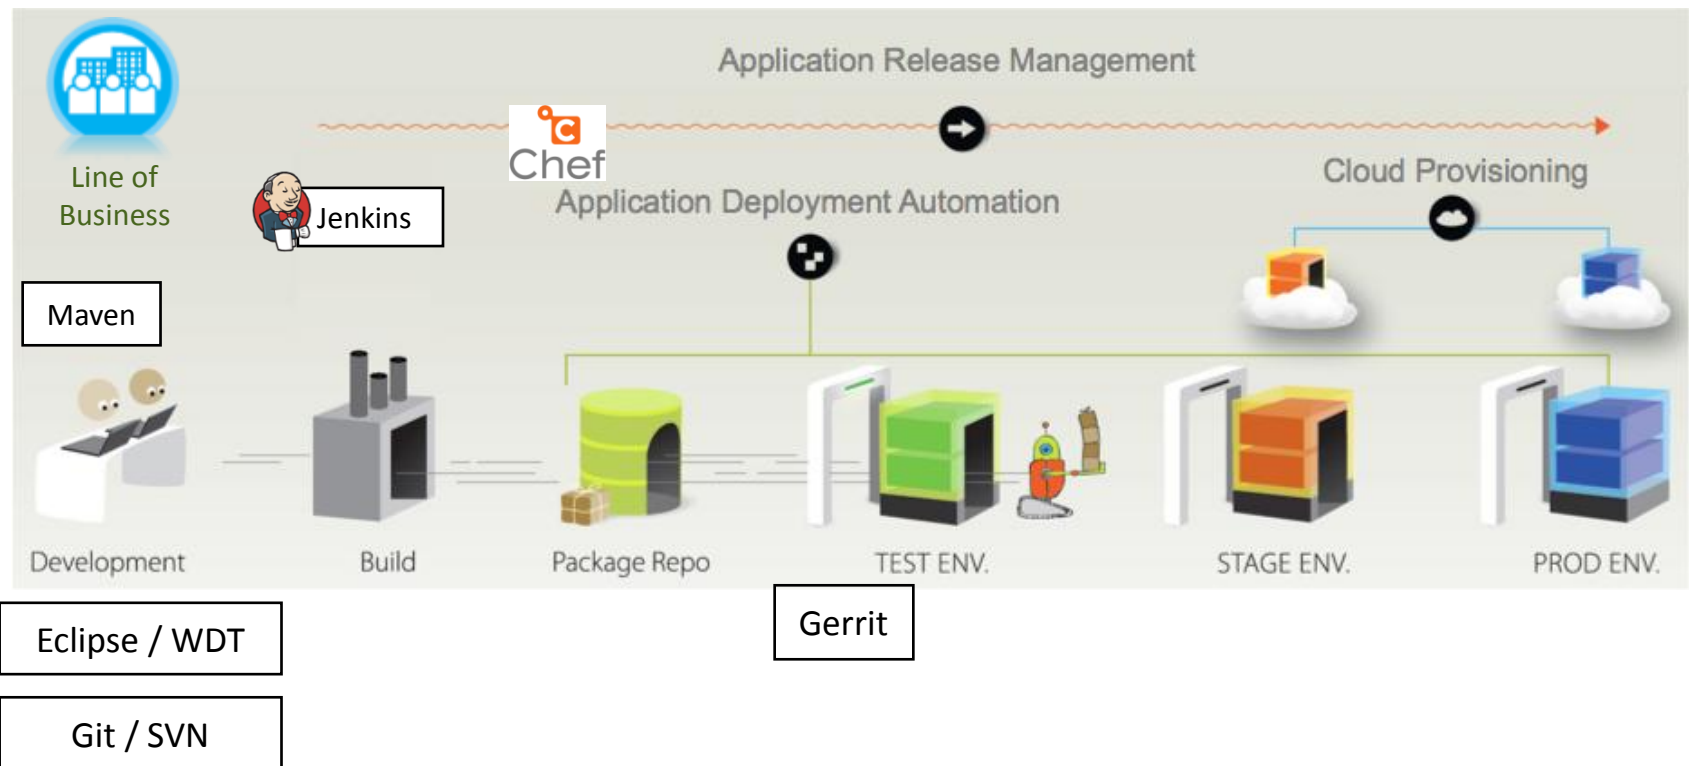 Application Release Management
Chef
Line of
Business
Cloud Provisioning
Jenkins
Application Deployment Automation
Maven
Development
Build
Package Repo
TEST ENV.
STAGE ENV.
PROD ENV.
Eclipse / WDT
Gerrit
Git / SVN